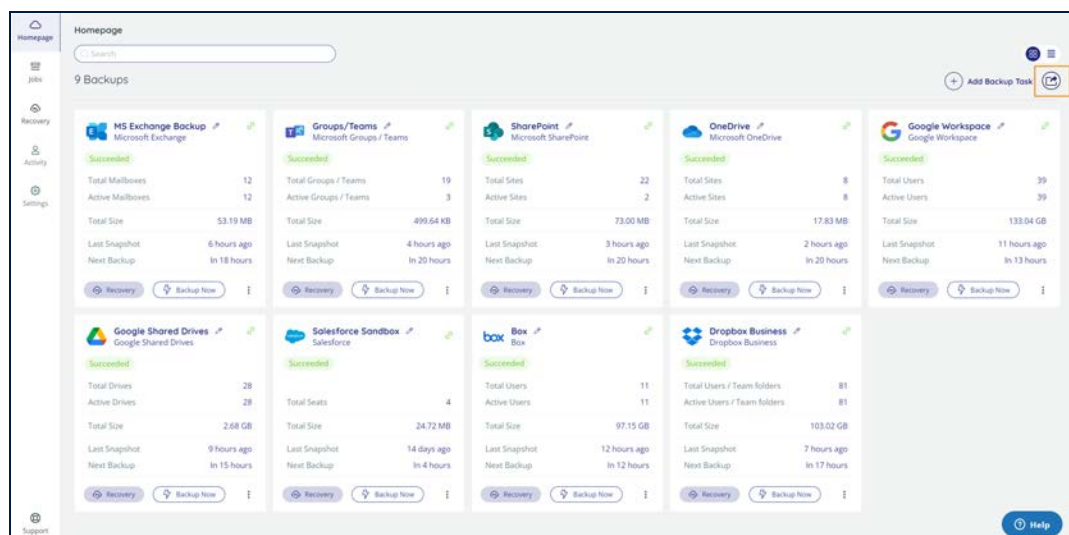 Homepage
Jobs
Recovery
Activity
Settings
Support
Homepage
Search
9 Backups
Add Backup Task
MS Exchange Backup
Microsoft Exchange
Succeeded
Total Mailboxes 12
Active Mailboxes 12
Total Size 53.19 MB
Last Snapshot 6 hours ago
Next Backup In 18 hours
Recovery Backup Now
Groups/Teams
Microsoft Groups / Teams
Succeeded
Total Groups / Teams 19
Active Groups / Teams 3
Total Size 499.64 KB
Last Snapshot 4 hours ago
Next Backup In 20 hours
Recovery Backup Now
SharePoint
Microsoft SharePoint
Succeeded
Total Sites 22
Active Sites 2
Total Size 73.00 MB
Last Snapshot 3 hours ago
Next Backup In 20 hours
Recovery Backup Now
OneDrive
Microsoft OneDrive
Succeeded
Total Sites 8
Active Sites 8
Total Size 17.83 MB
Last Snapshot 2 hours ago
Next Backup In 20 hours
Recovery Backup Now
Google Workspace
Google Workspace
Succeeded
Total Users 39
Active Users 39
Total Size 133.04 GB
Last Snapshot 11 hours ago
Next Backup In 13 hours
Recovery Backup Now
Google Shared Drives
Google Shared Drives
Succeeded
Total Drives 28
Active Drives 28
Total Size 2.68 GB
Last Snapshot 9 hours ago
Next Backup In 15 hours
Recovery Backup Now
Salesforce Sandbox
Salesforce
Succeeded
Total Seats 4
Total Size 24.72 MB
Last Snapshot 14 days ago
Next Backup In 4 hours
Recovery Backup Now
box Box
Box
Succeeded
Total Users 11
Active Users 11
Total Size 97.15 GB
Last Snapshot 12 hours ago
Next Backup In 12 hours
Recovery Backup Now
Dropbox Business
Dropbox Business
Succeeded
Total Users / Team folders 81
Active Users / Team folders 81
Total Size 103.02 GB
Last Snapshot 7 hours ago
Next Backup In 17 hours
Recovery Backup Now
Help